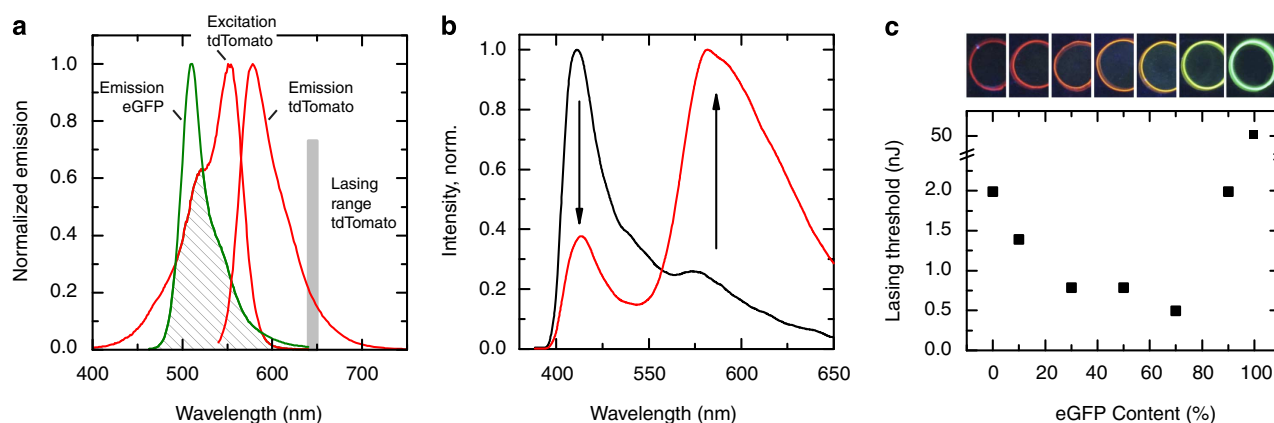 a
Excitation
tdTomato
Emission
eGFP
Emission
tdTomato
Lasing
range
tdTomato
Normalized emission
1.0
0.8
0.6
0.4
0.2
0.0
400
500
600
700
Wavelength (nm)
b
Intensity, norm.
1.0
0.8
0.6
0.4
0.2
0.0
400
550
600
650
Wavelength (nm)
c
Lasing threshold (nJ)
50
2.0
1.5
1.0
0.5
0.0
0
20
40
60
80
100
eGFP Content (%)